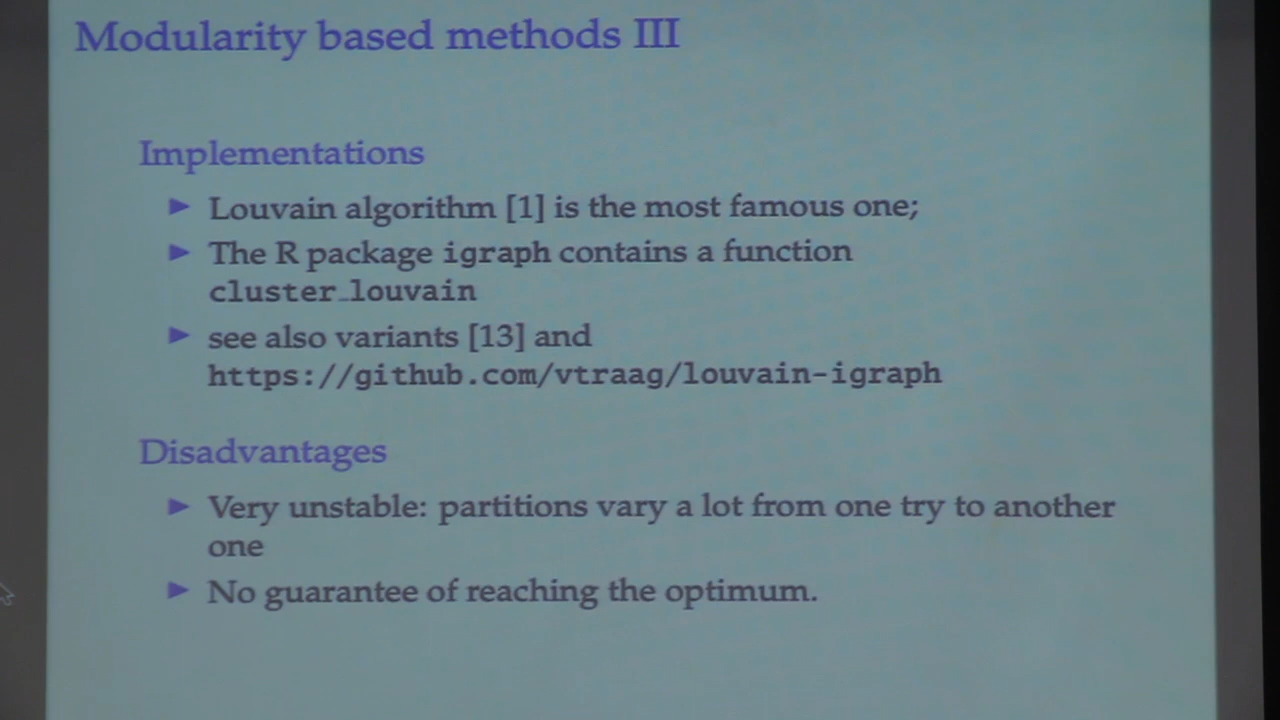 Modularity based methods III
Implementations
► Louvain algorithm [1] is the most famous one;
► The R package igraph contains a function
cluster_louvain
► see also variants [13] and
https://github.com/vtraag/louvain-igraph
Disadvantages
► Very unstable: partitions vary a lot from one try to another
one
► No guarantee of reaching the optimum.